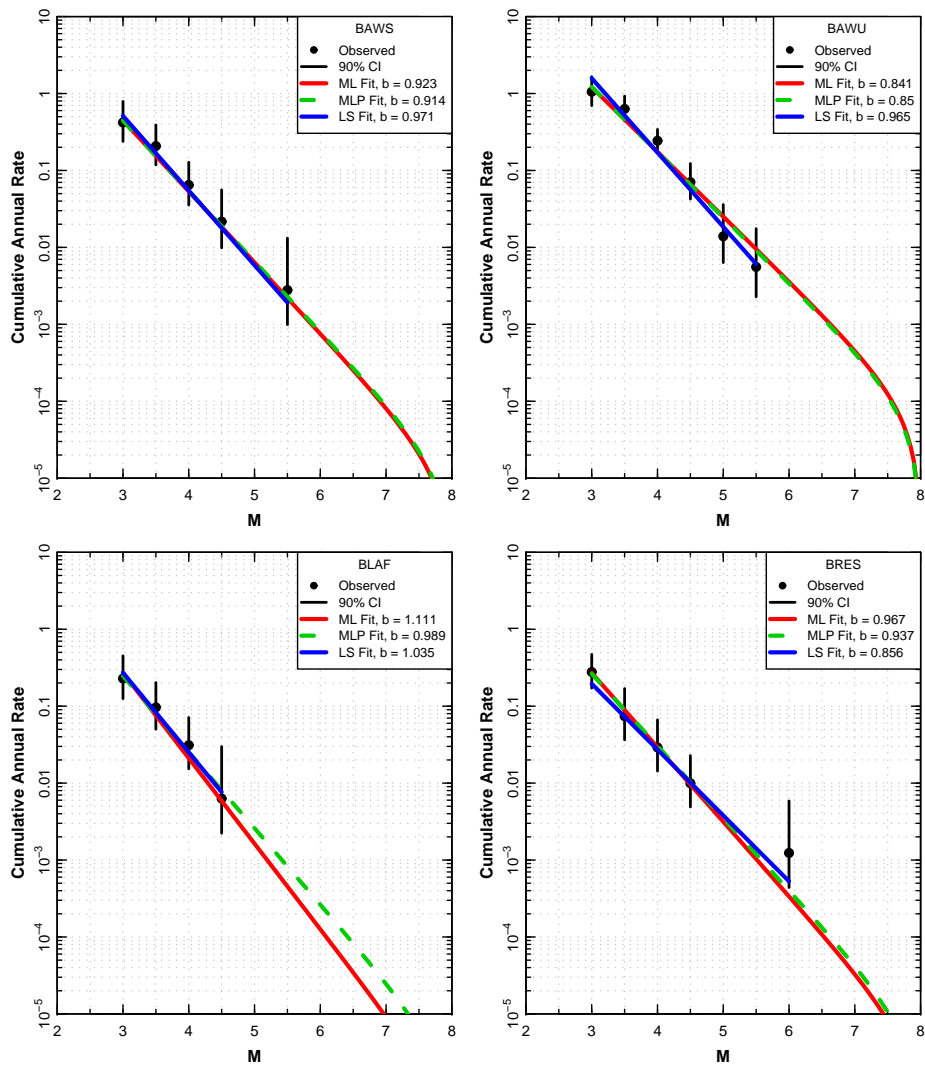 BAWS
Observed
90% CI
ML Fit, b = 0.923
MLP Fit, b = 0.914
LS Fit, b = 0.971
Cumulative Annual Rate
10
1
0.1
0.01
10−3
10−4
10−5
2 3 4 5 6 7 8
M
BAWU
Observed
90% CI
ML Fit, b = 0.841
MLP Fit, b = 0.85
LS Fit, b = 0.965
Cumulative Annual Rate
10
1
0.1
0.01
10−3
10−4
10−5
2 3 4 5 6 7 8
M
BLAF
Observed
90% CI
ML Fit, b = 1.111
MLP Fit, b = 0.989
LS Fit, b = 1.035
Cumulative Annual Rate
10
1
0.1
0.01
10−3
10−4
10−5
2 3 4 5 6 7 8
M
BRES
Observed
90% CI
ML Fit, b = 0.967
MLP Fit, b = 0.937
LS Fit, b = 0.856
Cumulative Annual Rate
10
1
0.1
0.01
10−3
10−4
10−5
2 3 4 5 6 7 8
M